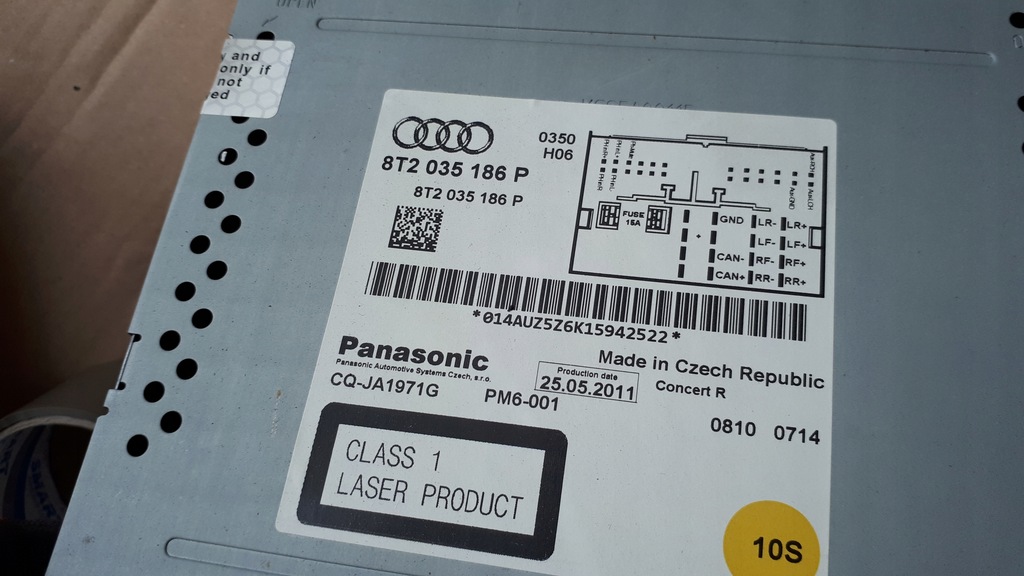 y and
only if
not
ed
8T2 035 186 P
8T2 035 186 P
0350
H06
FUSE
15A
GND LR- LR+
LF- LF+
CAN- RF- RF+
CAN+ RR- RR+
*014AUZ5Z6K15942522*
Panasonic
Panasonic Automotive Systems Czech, s.r.o.
CQ-JA1971G
PM6-001
Made in Czech Republic
Production date
25.05.2011
Concert R
0810 0714
CLASS 1
LASER PRODUCT
10S